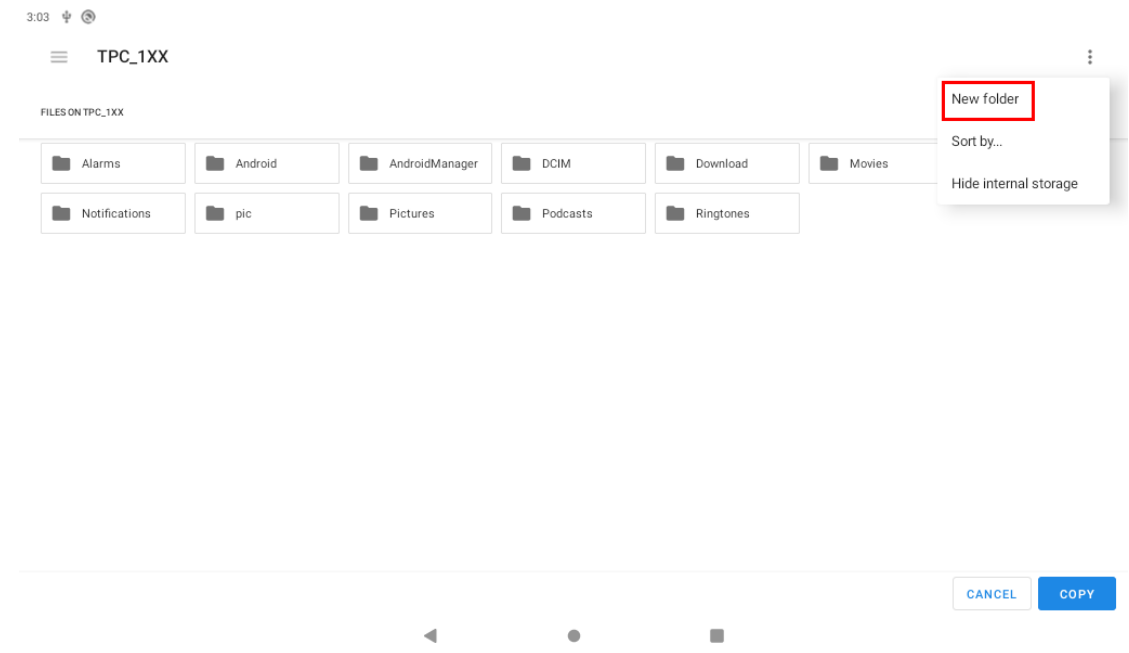 3:03
TPC_1XX
New folder
FILES ON TPC_1XX
Sort by...
Alarms Android AndroidManager DCIM Download Movies
Hide internal storage
Notifications pic Pictures Podcasts Ringtones
CANCEL COPY